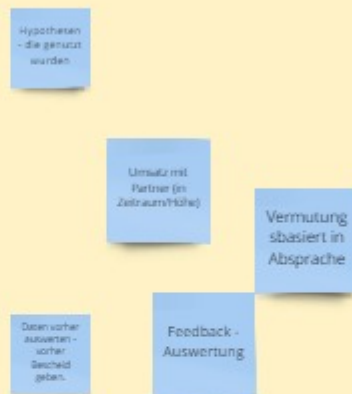 Hypothesen
- die genutzt
wurden
Umsatz mit
Partner (in
Zeitraum/Höhe)
Vermutung
sbasiert in
Absprache
Daten vorher
auswerten -
vorher
Bescheid
geben.
Feedback -
Auswertung